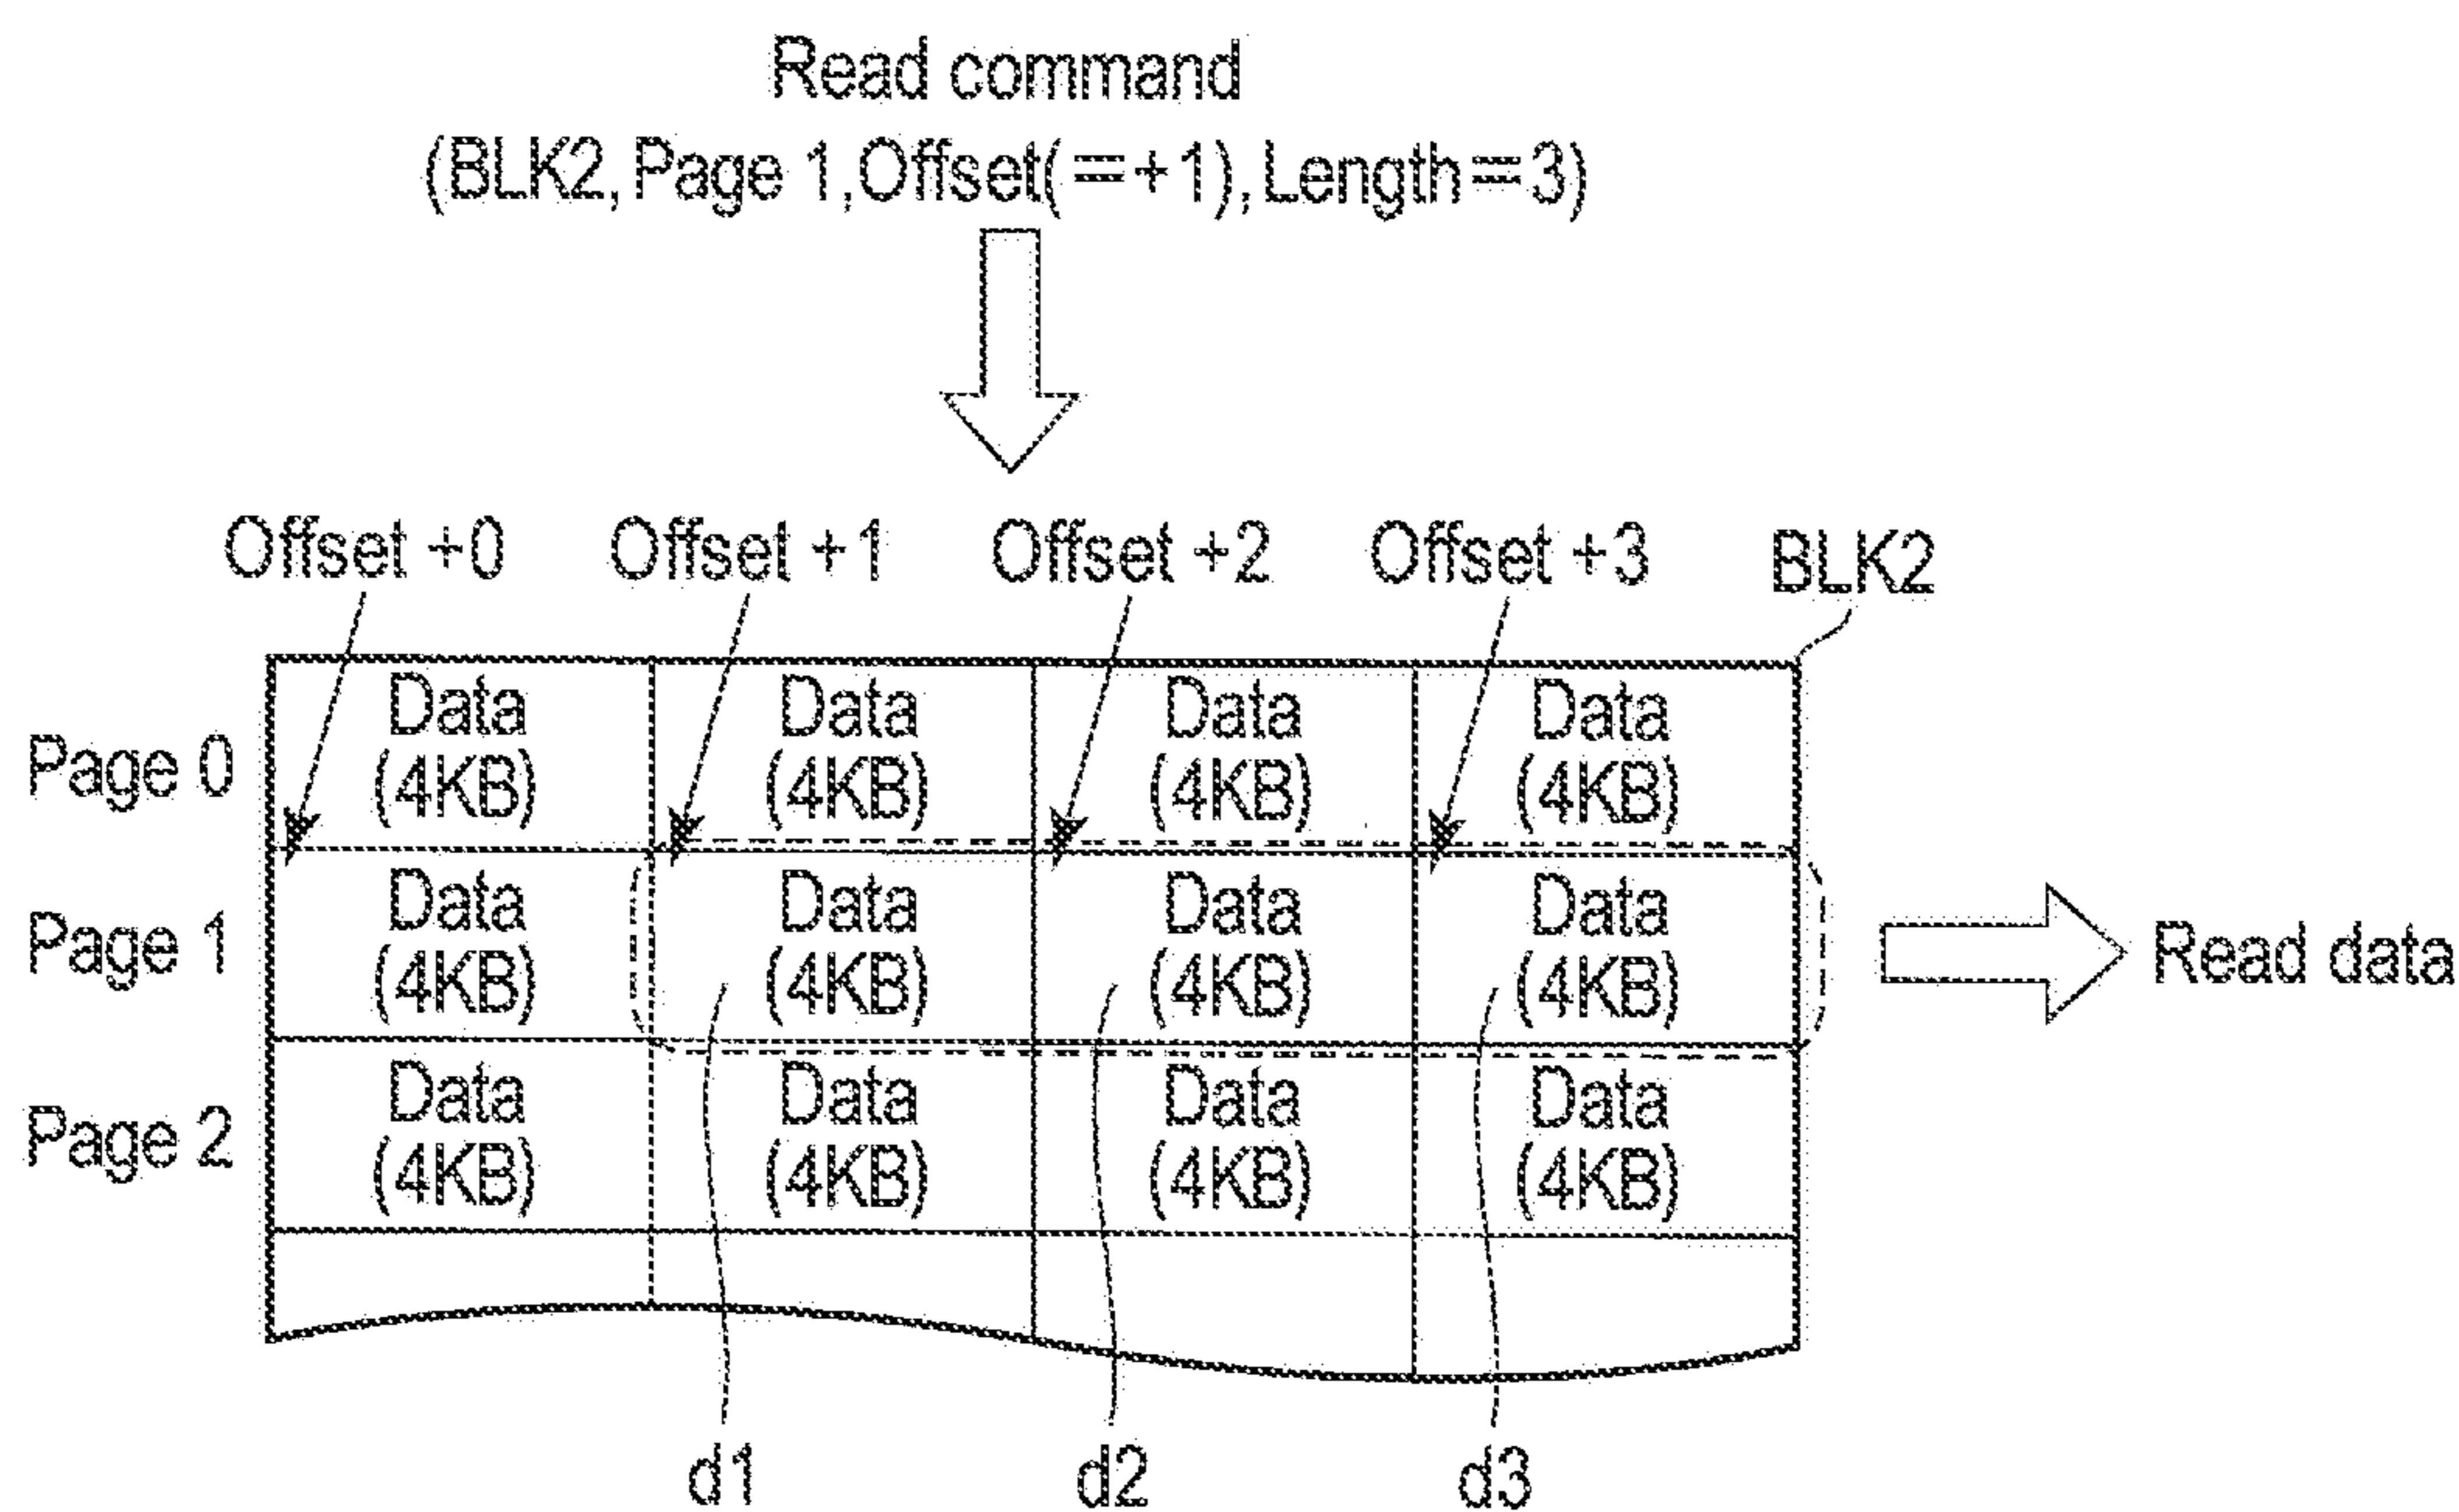 Read command
(BLK2, Page 1, Offset(=+1), Length=3)
Offset +0 Offset +1 Offset +2 Offset +3 BLK2
Data Data Data Data
Page 0 (4KB) (4KB) (4KB) (4KB)
Data Data Data Data
Page 1 (4KB) (4KB) (4KB) (4KB) Read data
Data Data Data Data
Page 2 (4KB) (4KB) (4KB) (4KB)
d1 d2 d3